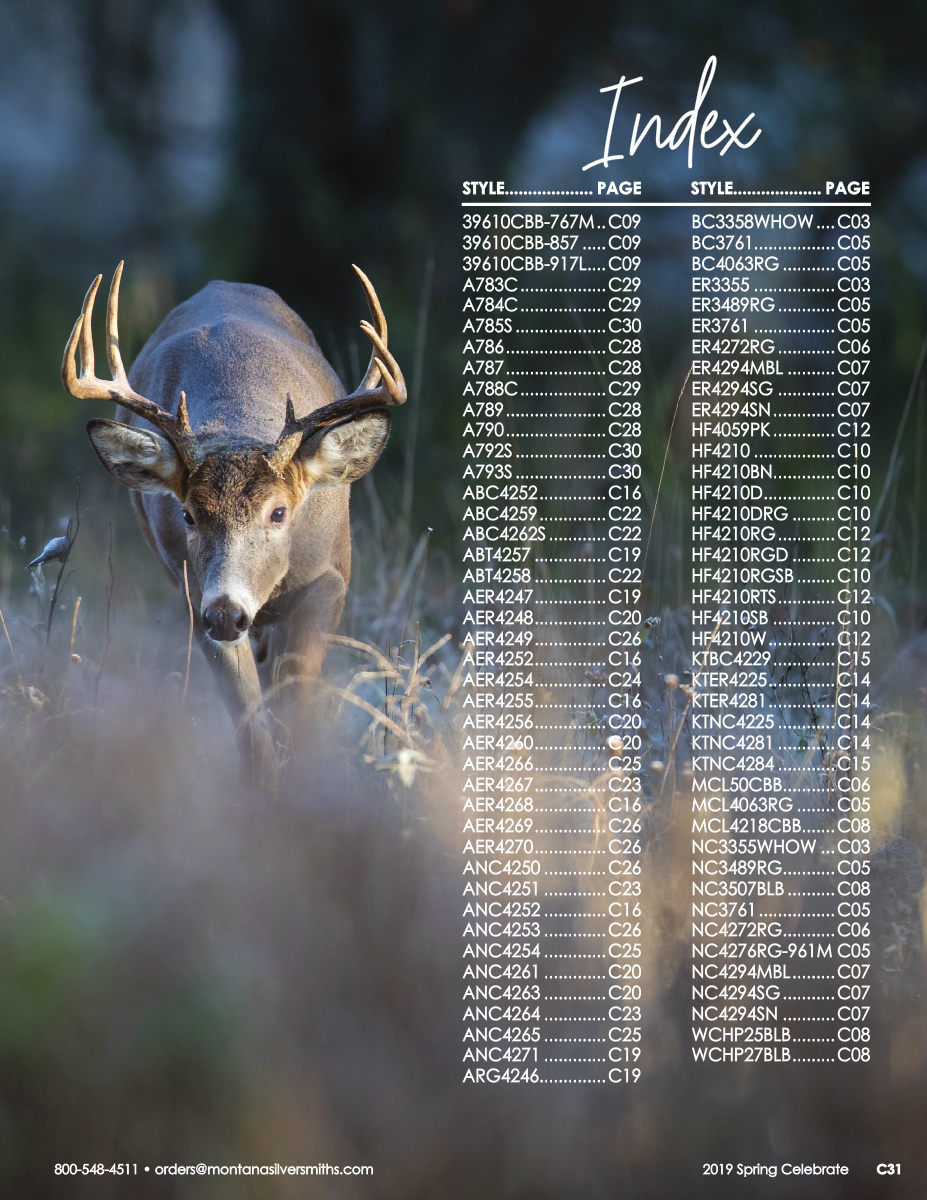 Index
STYLE................... PAGE
39610CBB-767M.. C09
39610CBB-857 ..... C09
39610CBB-917L.... C09
A783C ................... C29
A784C ................... C29
A785S .................... C30
A786 ...................... C28
A787 ...................... C28
A788C ................... C29
A789 ...................... C28
A790 ...................... C28
A792S .................... C30
A793S .................... C30
ABC4252............... C16
ABC4259............... C22
ABC4262S ............. C22
ABT4257 ................ C19
ABT4258 ................ C22
AER4247................ C19
AER4248................ C20
AER4249................ C26
AER4252................ C16
AER4254................ C24
AER4255................ C16
AER4256................ C20
AER4260................ C20
AER4266................ C25
AER4267................ C23
AER4268................ C16
AER4269................ C26
AER4270................ C26
ANC4250 .............. C26
ANC4251 .............. C23
ANC4252 .............. C16
ANC4253 .............. C26
ANC4254 .............. C25
ANC4261 .............. C20
ANC4263 .............. C20
ANC4264 .............. C23
ANC4265 .............. C25
ANC4271 .............. C19
ARG4246............... C19
STYLE................... PAGE
BC3358WHOW .... C03
BC3761.................. C05
BC4063RG ............ C05
ER3355 ................... C03
ER3489RG.............. C05
ER3761 ................... C05
ER4272RG.............. C06
ER4294MBL ........... C07
ER4294SG .............. C07
ER4294SN............... C07
HF4059PK............... C12
HF4210 ................... C10
HF4210BN............... C10
HF4210D................. C10
HF4210DRG ........... C10
HF4210RG .............. C12
HF4210RGD ........... C12
HF4210RGSB .......... C10
HF4210RTS.............. C12
HF4210SB ............... C10
HF4210W................ C12
KTBC4229............... C15
KTER4225................ C14
KTER4281................ C14
KTNC4225 .............. C14
KTNC4281 .............. C14
KTNC4284 .............. C15
MCL50CBB............. C06
MCL4063RG .......... C05
MCL4218CBB......... C08
NC3355WHOW ... C03
NC3489RG............. C05
NC3507BLB ............ C08
NC3761 .................. C05
NC4272RG............. C06
NC4276RG-961M C05
NC4294MBL........... C07
NC4294SG ............. C07
NC4294SN ............. C07
WCHP25BLB........... C08
WCHP27BLB........... C08
800-548-4511 • orders@montanasilversmiths.com
2019 Spring Celebrate C31